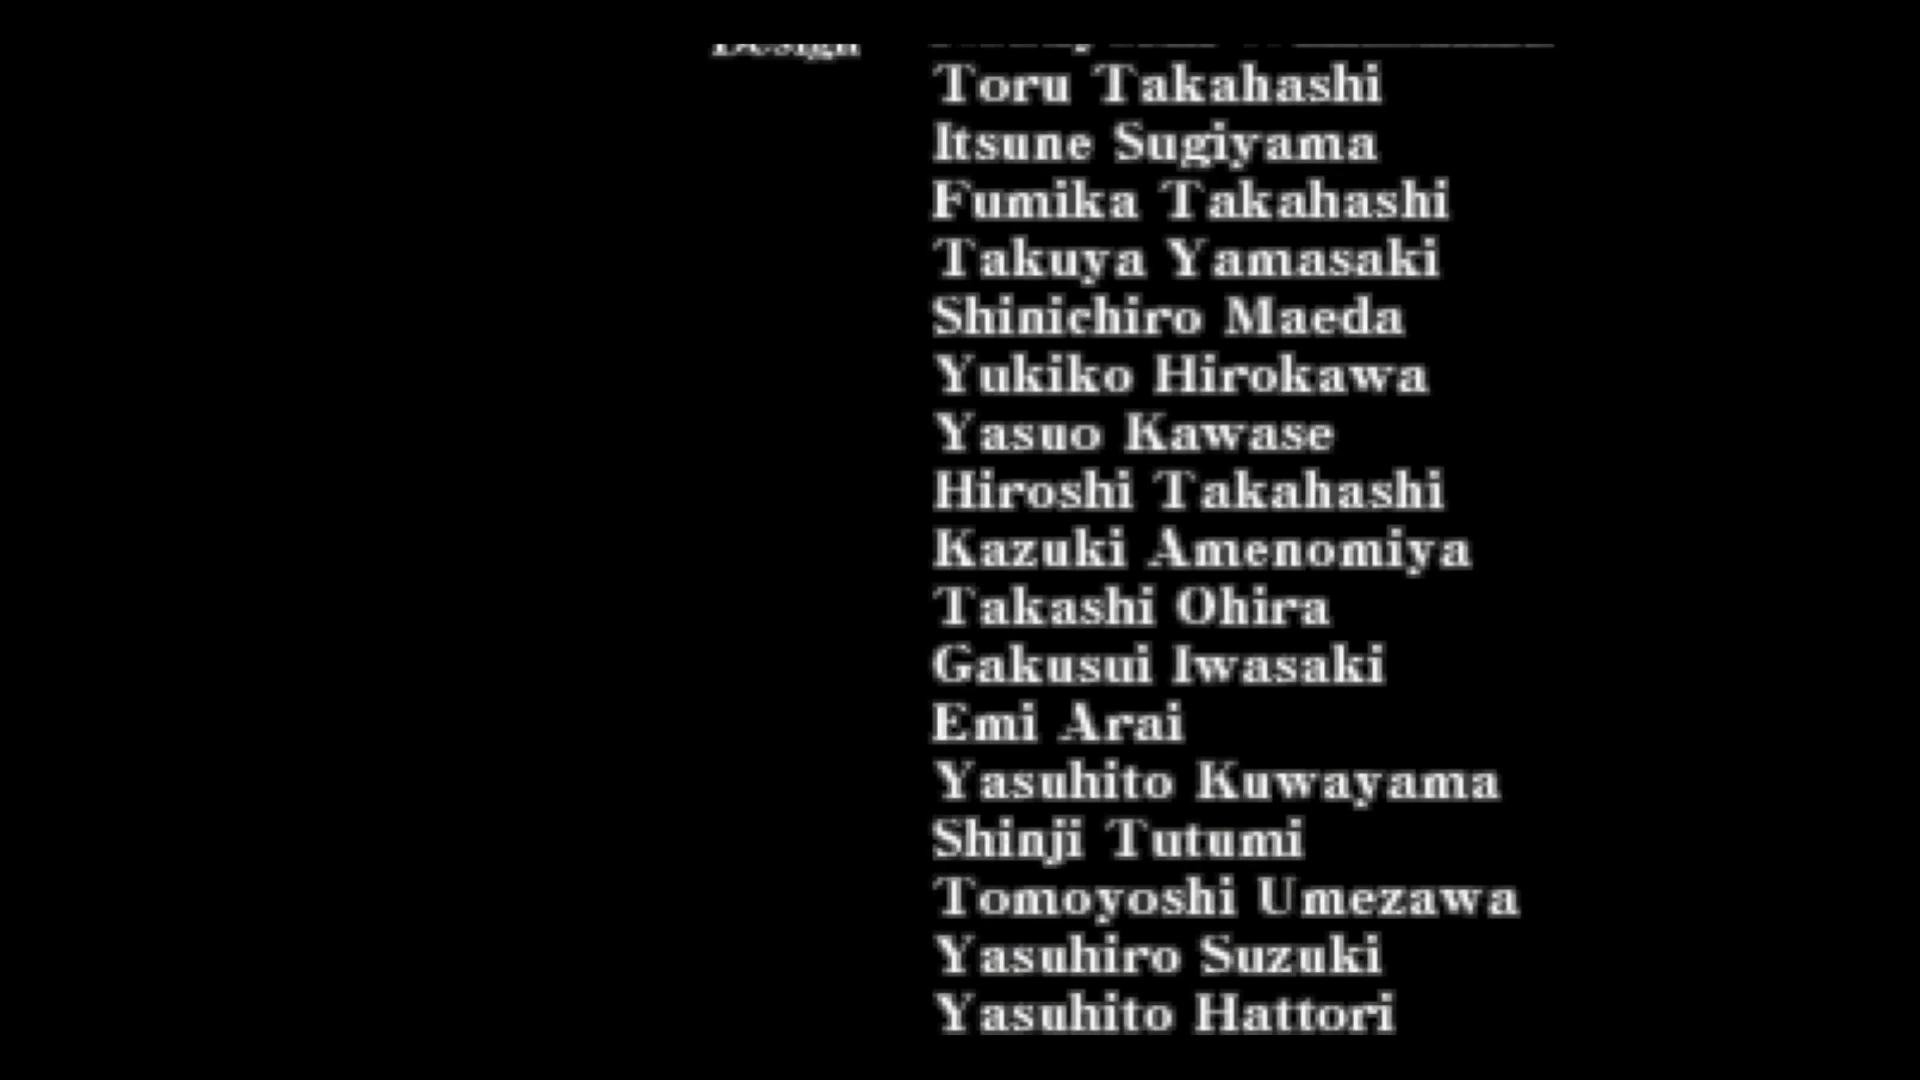 Design
Toru Takahashi
Itsune Sugiyama
Fumika Takahashi
Takuya Yamasaki
Shinichiro Maeda
Yukiko Hirokawa
Yasuo Kawase
Hiroshi Takahashi
Kazuki Amenomiya
Takashi Ohira
Gakusui Iwasaki
Emi Arai
Yasuhito Kuwayama
Shinji Tutumi
Tomoyoshi Umezawa
Yasuhiro Suzuki
Yasuhito Hattori